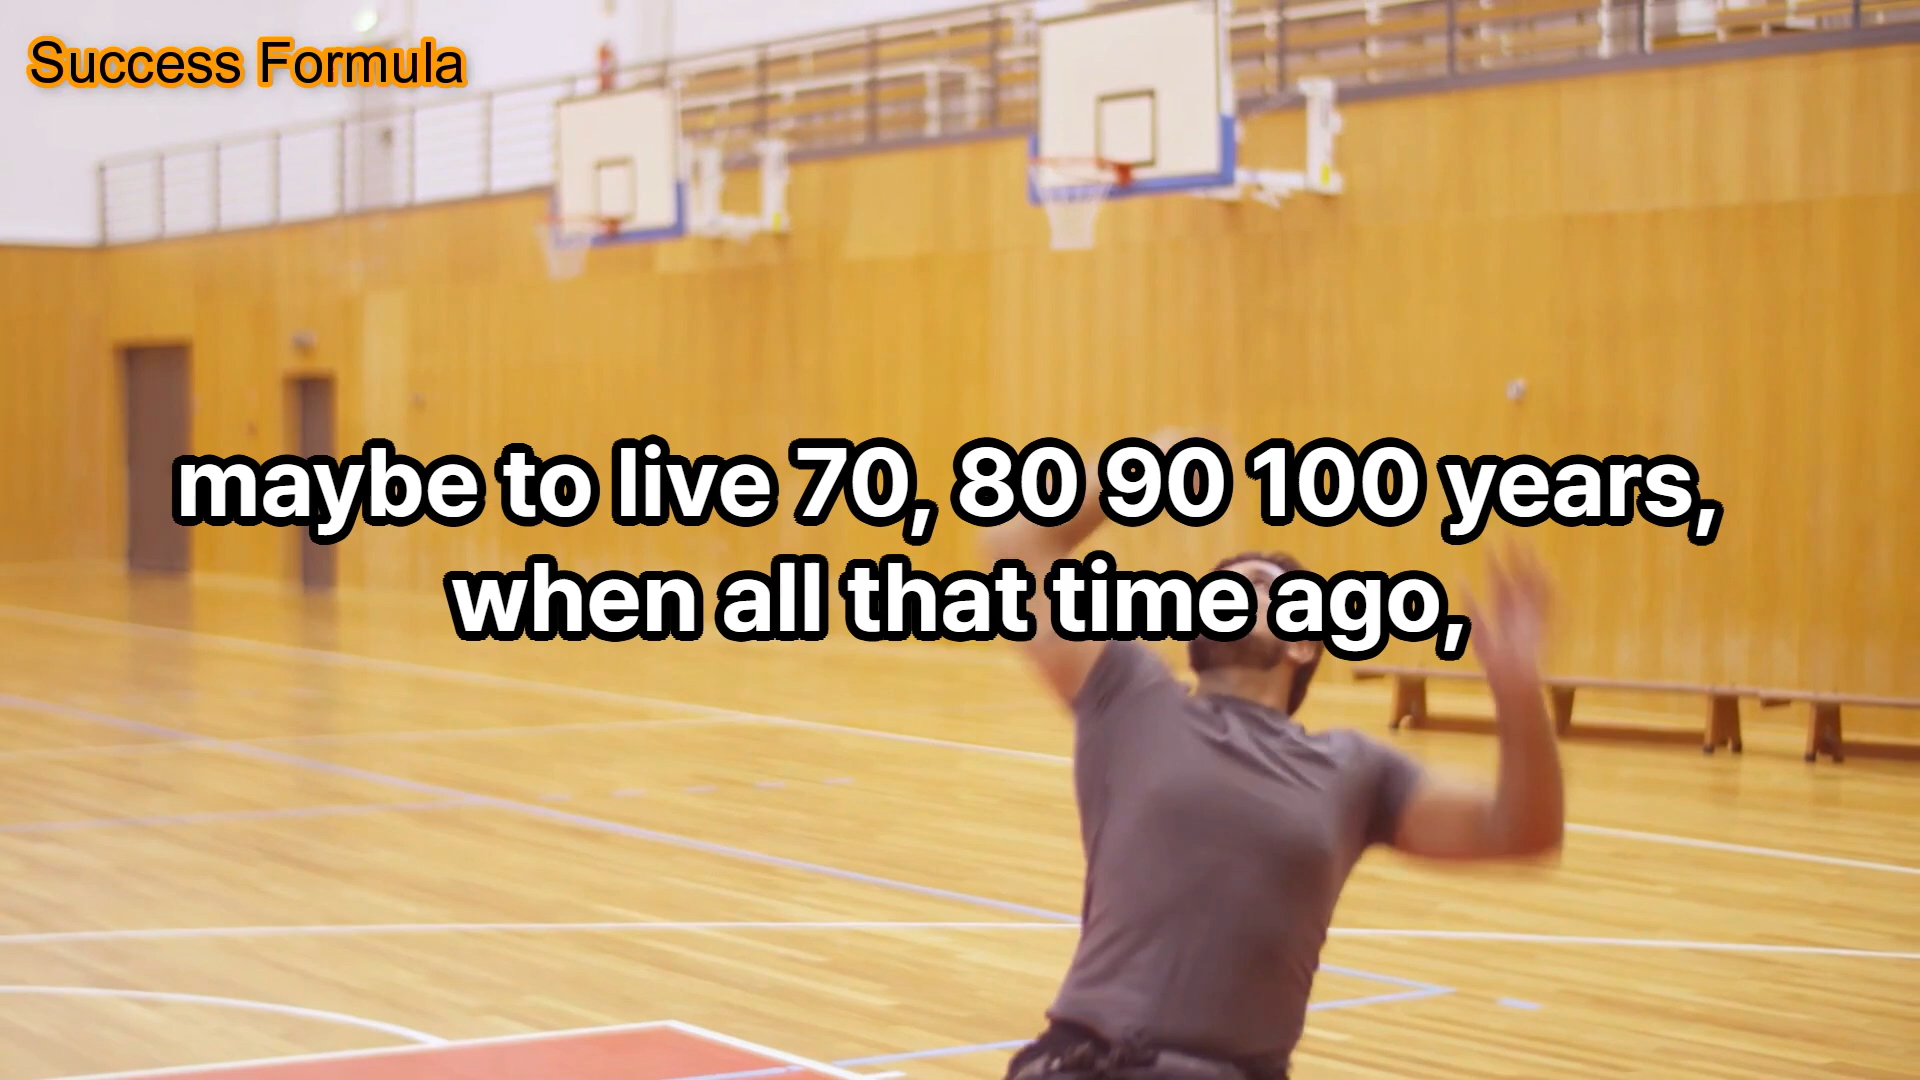 Success Formula
maybe to live 70, 80 90 100 years,
when all that time ago,